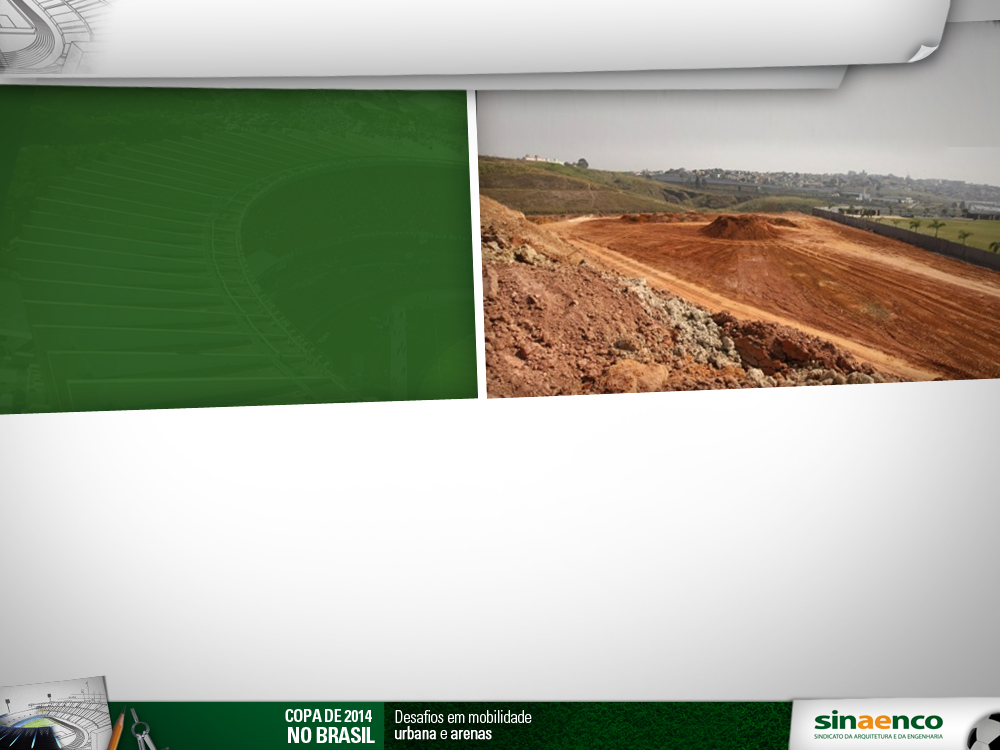 COPA DE 2014
NO BRASIL
Desafios em mobilidade
urbana e arenas
sinaenco
SINDICATO DA ARQUITETURA E DA ENGENHARIA